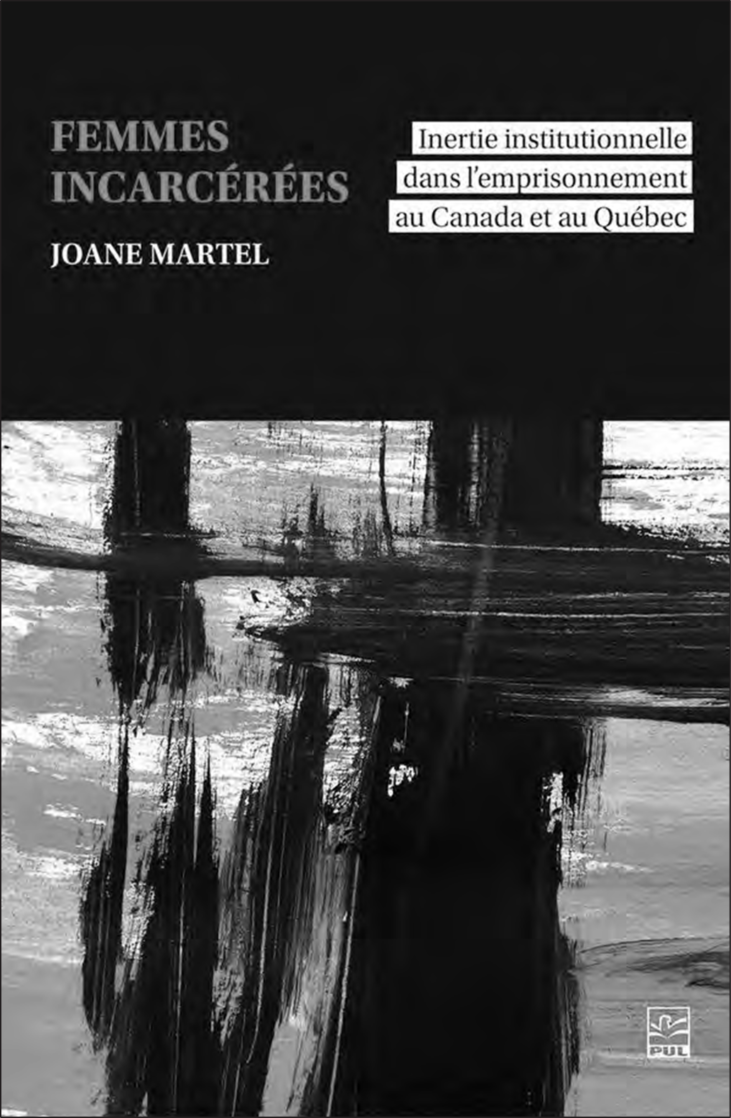 FEMMES
INCARCÉRÉES
JOANE MARTEL
Inertie institutionnelle
dans l'emprisonnement
au Canada et au Québec
PUL